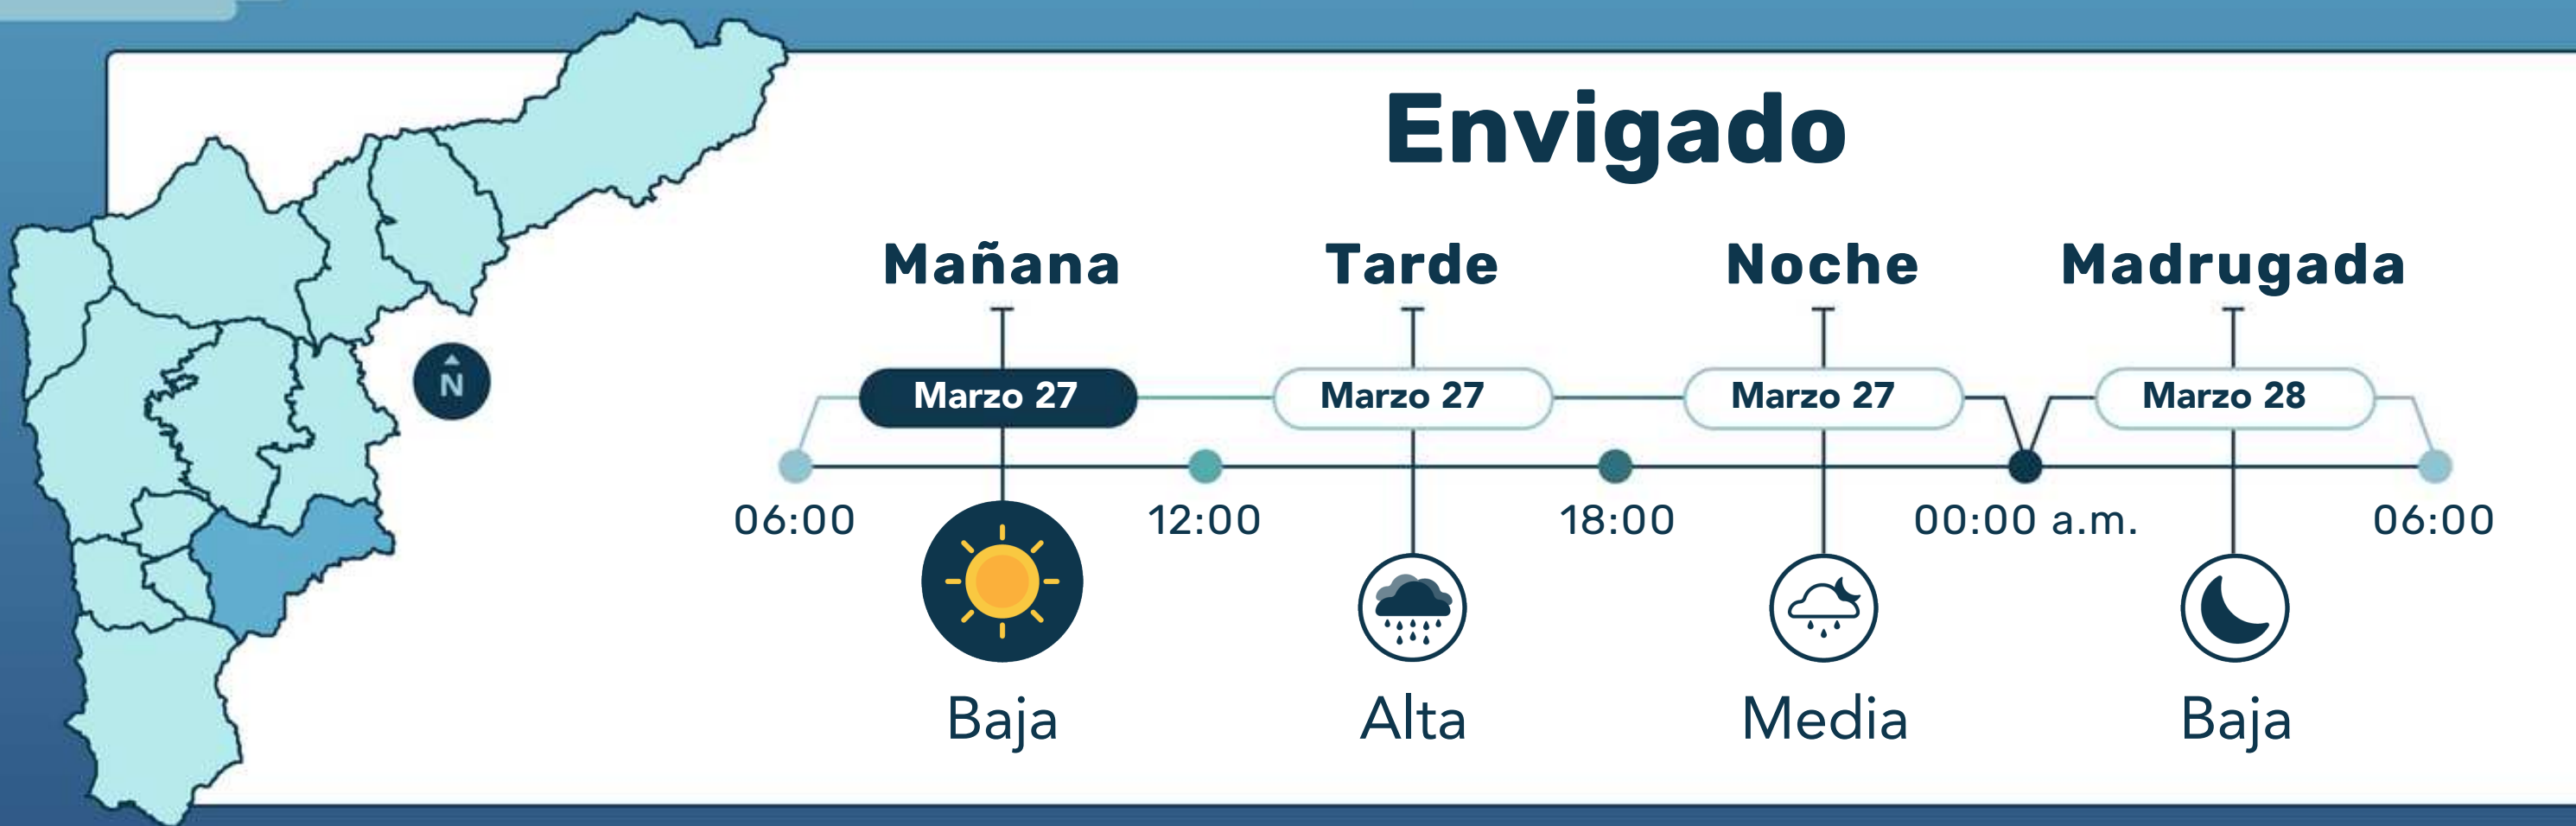 Envigado
Mañana Tarde Noche Madrugada
N
Marzo 27 Marzo 27 Marzo 27 Marzo 28
06:00 12:00 18:00 00:00 a.m. 06:00
Baja Alta Media Baja